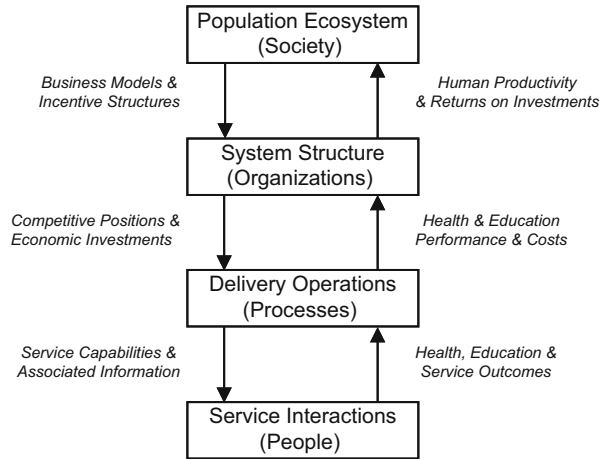 Population Ecosystem
(Society)
Business Models &
Incentive Structures
Human Productivity
& Returns on Investments
System Structure
(Organizations)
Competitive Positions &
Economic Investments
Health & Education
Performance & Costs
Delivery Operations
(Processes)
Service Capabilities &
Associated Information
Health, Education &
Service Outcomes
Service Interactions
(People)